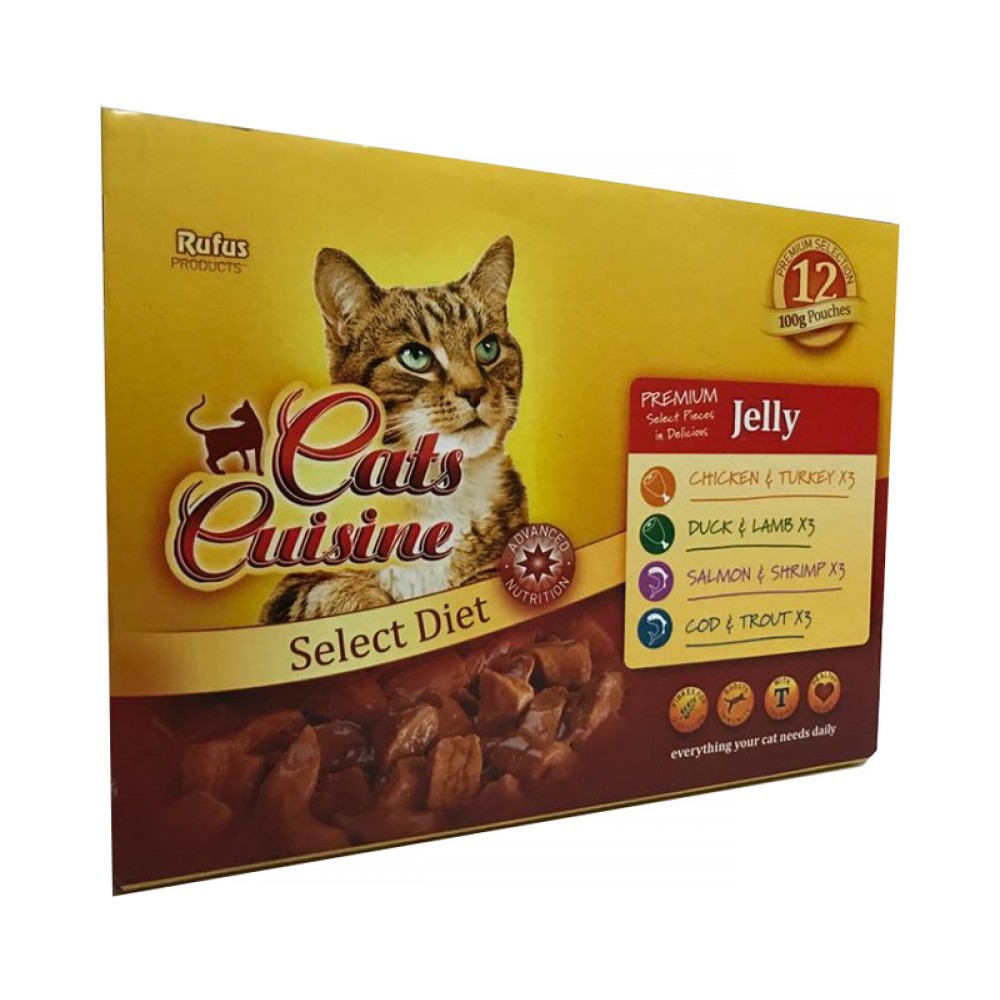 Rufus
PRODUCTS
PREMIUM SELECTION
12
100g Pouches
Cats
Cuisine
ADVANCED
NUTRITION
Select Diet
PREMIUM
Select Pieces
in Delicious
Jelly
CHICKEN & TURKEY X3
DUCK & LAMB X3
SALMON & SHRIMP X3
COD & TROUT X3
WITH
T
everything your cat needs daily